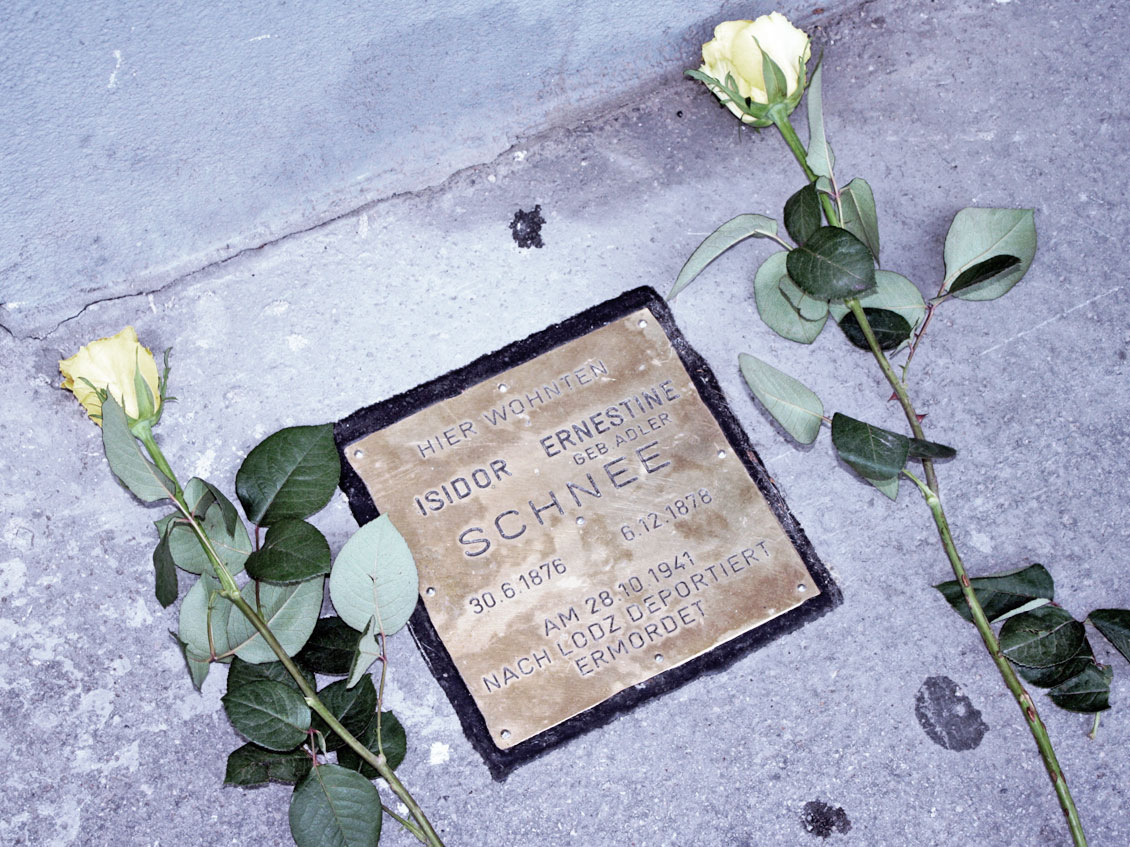 HIER WOHNTEN
ISIDOR ERNESTINE
GEB ADLER
SCHNEE
30.6.1876 6.12.1878
AM 28.10.1941
NACH LODZ DEPORTIERT
ERMORDET